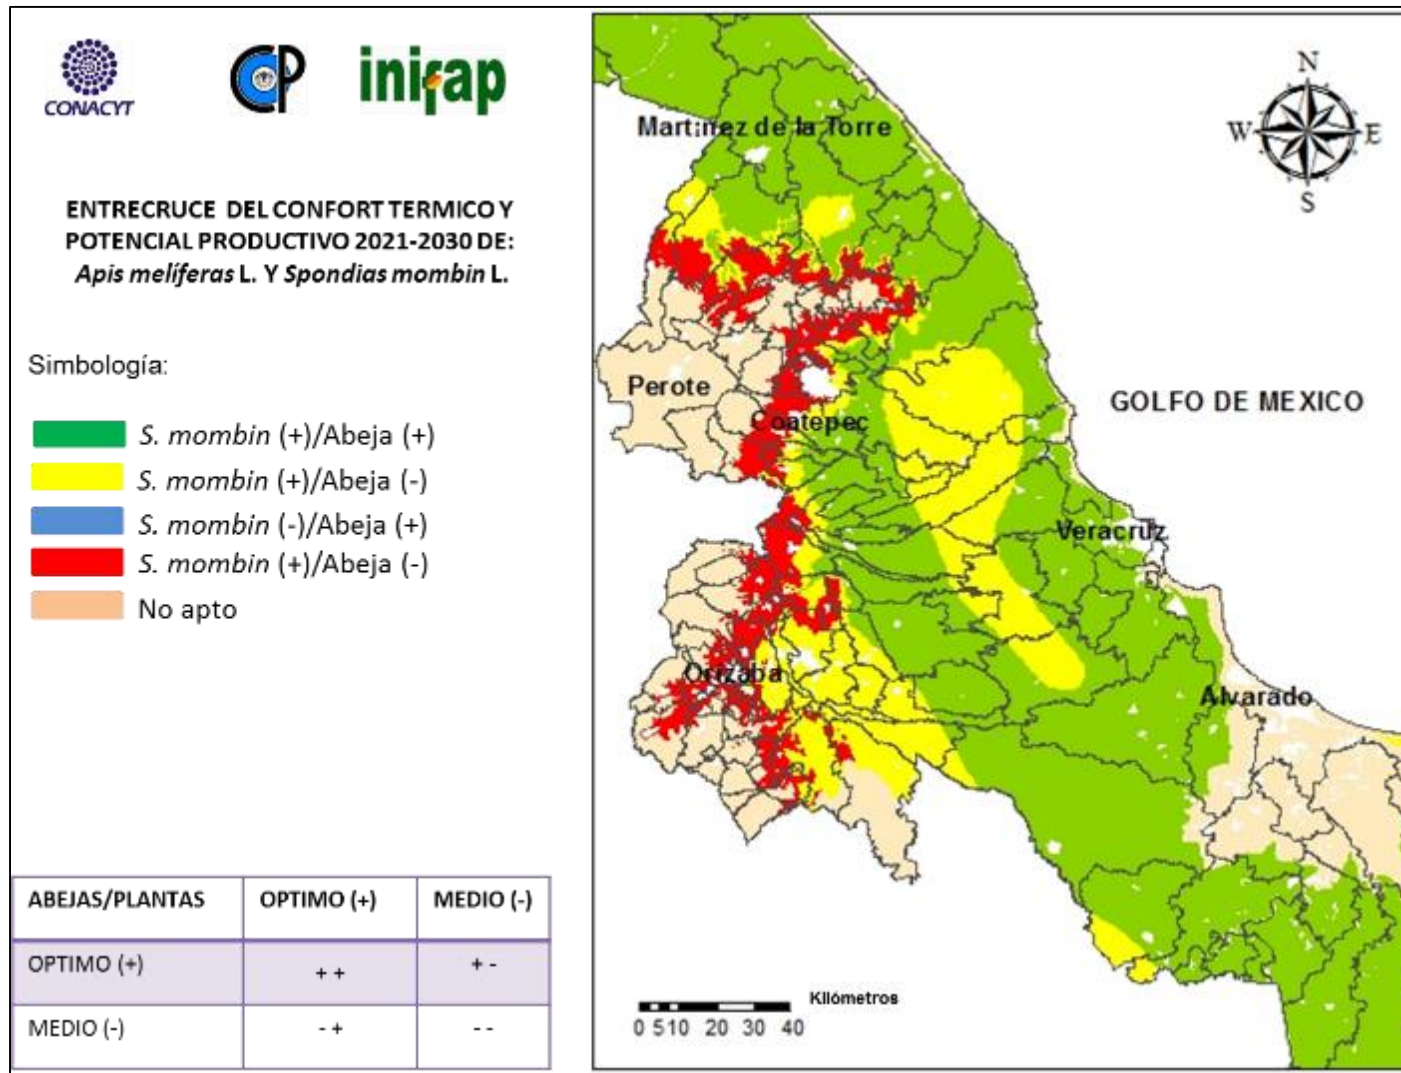 CONACYT
CP
inifap
ENTRECRUCE DEL CONFORT TERMICO Y
POTENCIAL PRODUCTIVO 2021-2030 DE:
Apis melíferas L. Y Spondias mombin L.
Simbología:
S. mombin (+)/Abeja (+)
S. mombin (+)/Abeja (-)
S. mombin (-)/Abeja (+)
S. mombin (+)/Abeja (-)
No apto
ABEJAS/PLANTAS OPTIMO (+) MEDIO (-)
OPTIMO (+) + + + -
MEDIO (-) - + - -
N
W E
S
Martínez de la Torre
Perote
Coatepec
GOLFO DE MEXICO
Veracruz
Orizaba
Alvarado
Kilómetros
0 5 10 20 30 40